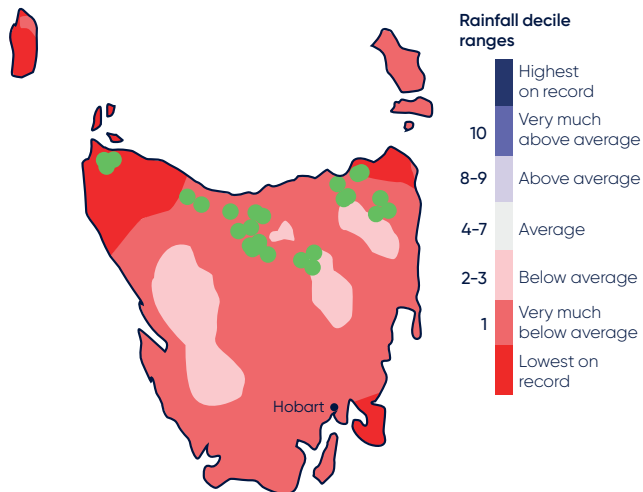 Rainfall decile
ranges
Highest
on record
10
Very much
above average
8-9
Above average
4-7
Average
2-3
Below average
1
Very much
below average
Lowest on
record
Hobart